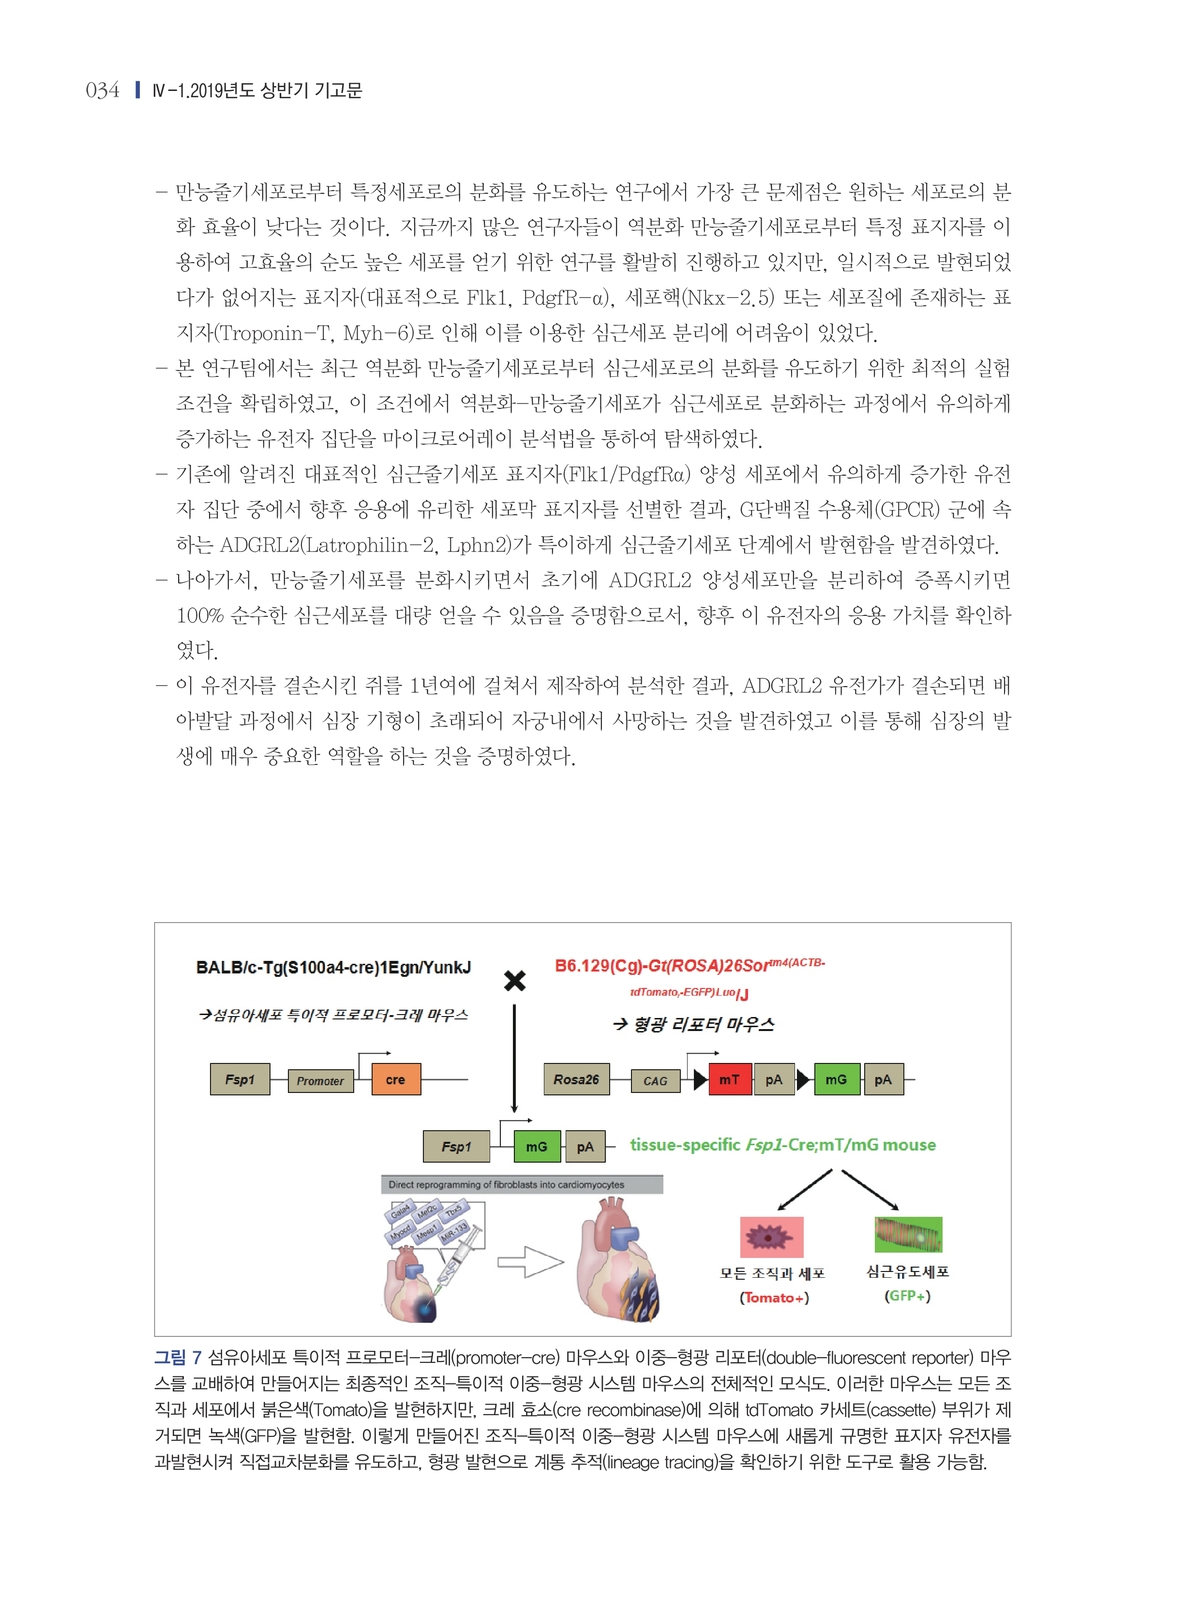 034 Ⅳ-1.2019년도 상반기 기고문
- 만능줄기세포로부터 특정세포로의 분화를 유도하는 연구에서 가장 큰 문제점은 원하는 세포로의 분
화 효율이 낮다는 것이다. 지금까지 많은 연구자들이 역분화 만능줄기세포로부터 특정 표지자를 이
용하여 고효율의 순도 높은 세포를 얻기 위한 연구를 활발히 진행하고 있지만, 일시적으로 발현되었
다가 없어지는 표지자(대표적으로 Flk1, PdgfR-α), 세포핵(Nkx-2.5) 또는 세포질에 존재하는 표
지자(Troponin-T, Myh-6)로 인해 이를 이용한 심근세포 분리에 어려움이 있었다.
- 본 연구팀에서는 최근 역분화 만능줄기세포로부터 심근세포로의 분화를 유도하기 위한 최적의 실험
조건을 확립하였고, 이 조건에서 역분화-만능줄기세포가 심근세포로 분화하는 과정에서 유의하게
증가하는 유전자 집단을 마이크로어레이 분석법을 통하여 탐색하였다.
- 기존에 알려진 대표적인 심근줄기세포 표지자(Flk1/PdgfRα) 양성 세포에서 유의하게 증가한 유전
자 집단 중에서 향후 응용에 유리한 세포막 표지자를 선별한 결과, G단백질 수용체(GPCR) 군에 속
하는 ADGRL2(Latrophilin-2, Lphn2)가 특이하게 심근줄기세포 단계에서 발현함을 발견하였다.
- 나아가서, 만능줄기세포를 분화시키면서 초기에 ADGRL2 양성세포만을 분리하여 증폭시키면
100% 순수한 심근세포를 대량 얻을 수 있음을 증명함으로서, 향후 이 유전자의 응용 가치를 확인하
였다.
- 이 유전자를 결손시킨 쥐를 1년여에 걸쳐서 제작하여 분석한 결과, ADGRL2 유전가가 결손되면 배
아발달 과정에서 심장 기형이 초래되어 자궁내에서 사망하는 것을 발견하였고 이를 통해 심장의 발
생에 매우 중요한 역할을 하는 것을 증명하였다.
BALB/c-Tg(S100a4-cre)1Egn/YunkJ
B6.129(Cg)-Gt(ROSA)26Sortm4(ACTB-
tdTomato,-EGFP)Luo/J
→섬유아세포 특이적 프로모터-크레 마우스
→ 형광 리포터 마우스
Fsp1 Promoter cre
Rosa26 CAG mT pA mG pA
Fsp1 mG pA
tissue-specific Fsp1-Cre;mT/mG mouse
Direct reprogramming of fibroblasts into cardiomyocytes
Gata4 Mef2c Tbx5
Myocd Mesp1 MiR-133
모든 조직과 세포
(Tomato+)
심근유도세포
(GFP+)
그림 7 섬유아세포 특이적 프로모터-크레(promoter-cre) 마우스와 이중-형광 리포터(double-fluorescent reporter) 마우
스를 교배하여 만들어지는 최종적인 조직-특이적 이중-형광 시스템 마우스의 전체적인 모식도. 이러한 마우스는 모든 조
직과 세포에서 붉은색(Tomato)을 발현하지만, 크레 효소(cre recombinase)에 의해 tdTomato 카세트(cassette) 부위가 제
거되면 녹색(GFP)을 발현함. 이렇게 만들어진 조직-특이적 이중-형광 시스템 마우스에 새롭게 규명한 표지자 유전자를
과발현시켜 직접교차분화를 유도하고, 형광 발현으로 계통 추적(lineage tracing)을 확인하기 위한 도구로 활용 가능함.